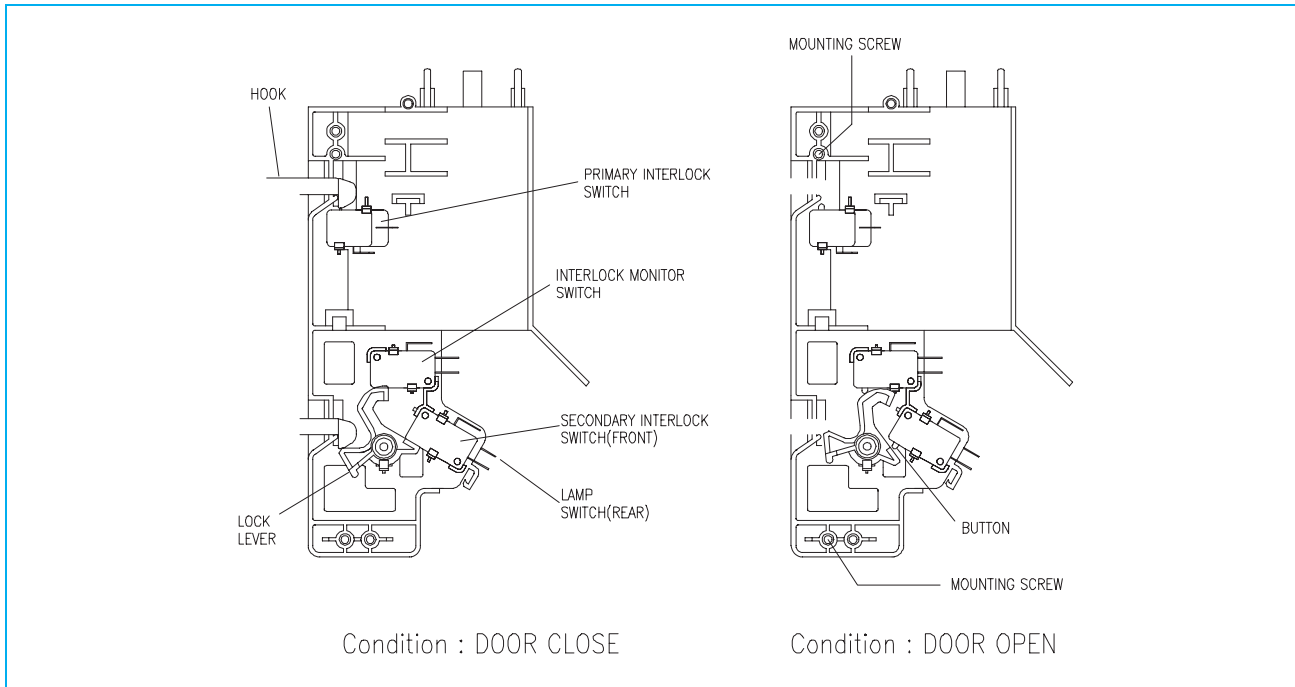 MOUNTING SCREW
HOOK
PRIMARY INTERLOCK
SWITCH
INTERLOCK MONITOR
SWITCH
SECONDARY INTERLOCK
SWITCH(FRONT)
LAMP
SWITCH(REAR)
LOCK
LEVER
BUTTON
MOUNTING SCREW
Condition : DOOR CLOSE
Condition : DOOR OPEN